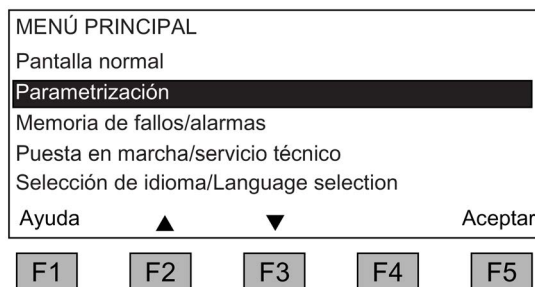 MENÚ PRINCIPAL
Pantalla normal
Parametrización
Memoria de fallos/alarmas
Puesta en marcha/servicio técnico
Selección de idioma/Language selection
Ayuda ▲ ▼ Aceptar
F1 F2 F3 F4 F5